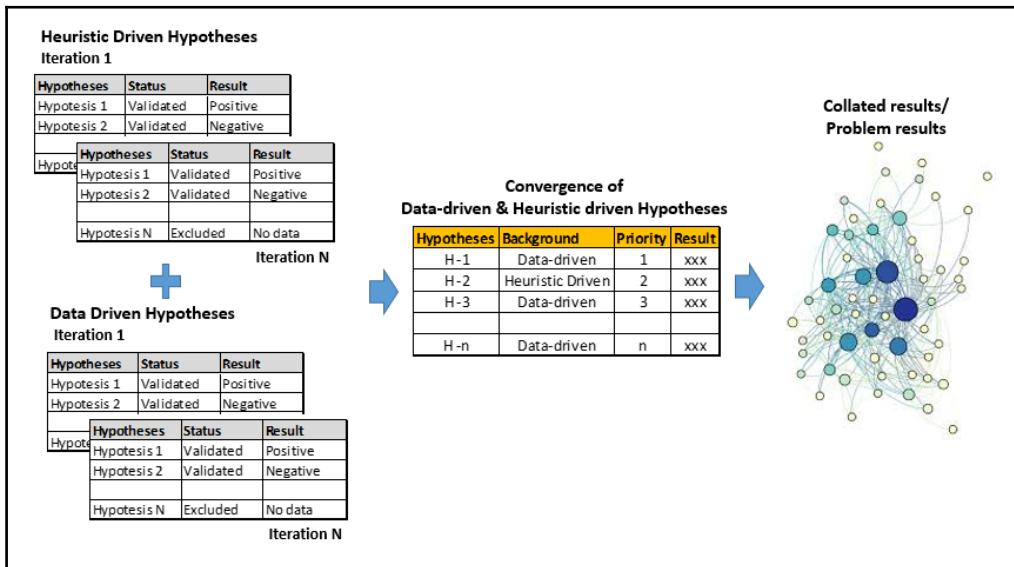 Heuristic Driven Hypotheses
Iteration 1
Hypotheses Status Result
Hypotesis 1 Validated Positive
Hypotesis 2 Validated Negative
Hypote
Hypotheses Status Result
Hypotesis 1 Validated Positive
Hypotesis 2 Validated Negative
Hypotesis N Excluded No data
Iteration N
Data Driven Hypotheses
Iteration 1
Hypotheses Status Result
Hypotesis 1 Validated Positive
Hypotesis 2 Validated Negative
Hypote
Hypotheses Status Result
Hypotesis 1 Validated Positive
Hypotesis 2 Validated Negative
Hypotesis N Excluded No data
Iteration N
Convergence of
Data-driven & Heuristic driven Hypotheses
Hypotheses Background Priority Result
H-1 Data-driven 1 xxx
H-2 Heuristic Driven 2 xxx
H-3 Data-driven 3 xxx
H-n Data-driven n xxx
Collated results/
Problem results